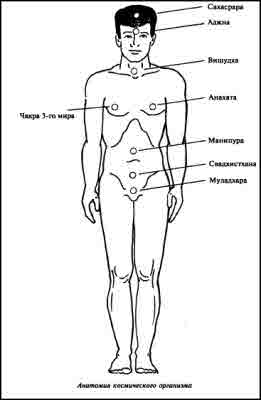 Сахасрара
Аджна
Вишудха
Анахата
Чакра 3-го мира
Манипура
Свадхистхана
Муладхара
Анатомия космического организма